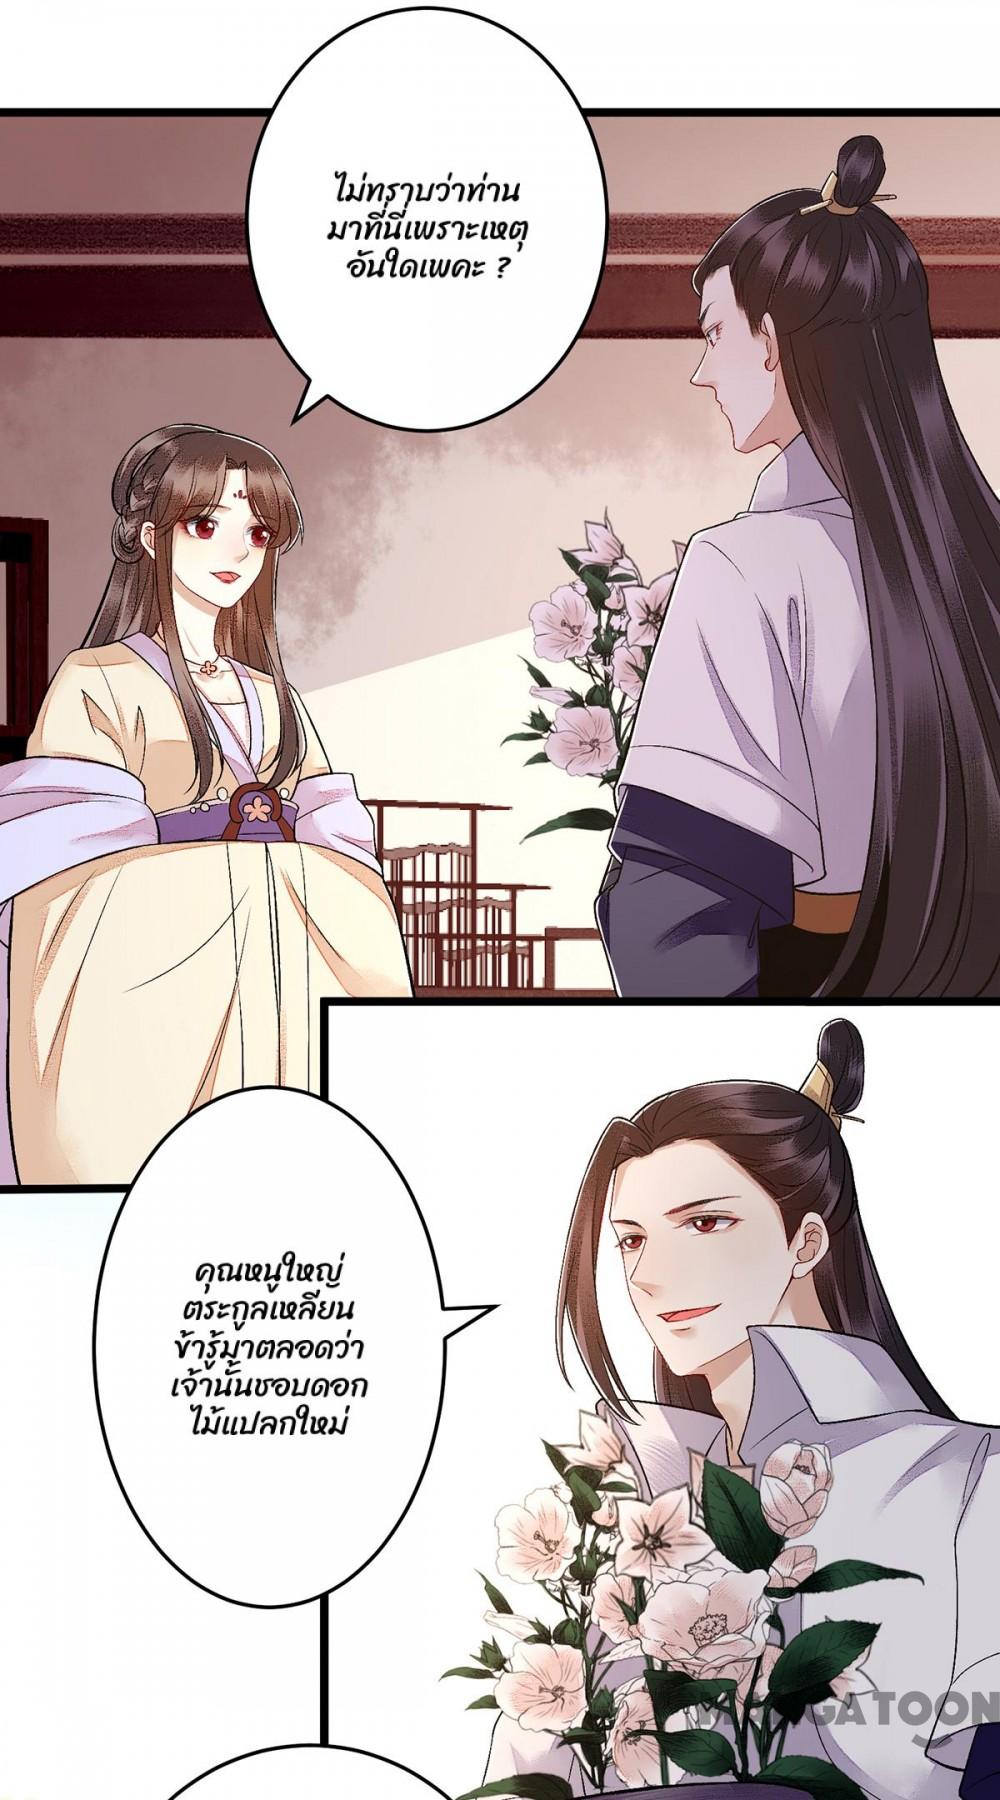 ไม่ทราบว่าท่าน
มาที่นี่เพราะเหตุ
อันใดเพคะ ?
คุณหนูใหญ่
ตระกูลเหลียน
ข้ารู้มาตลอดว่า
เจ้านั้นชอบดอก
ไม้แปลกใหม่
MANGATOON